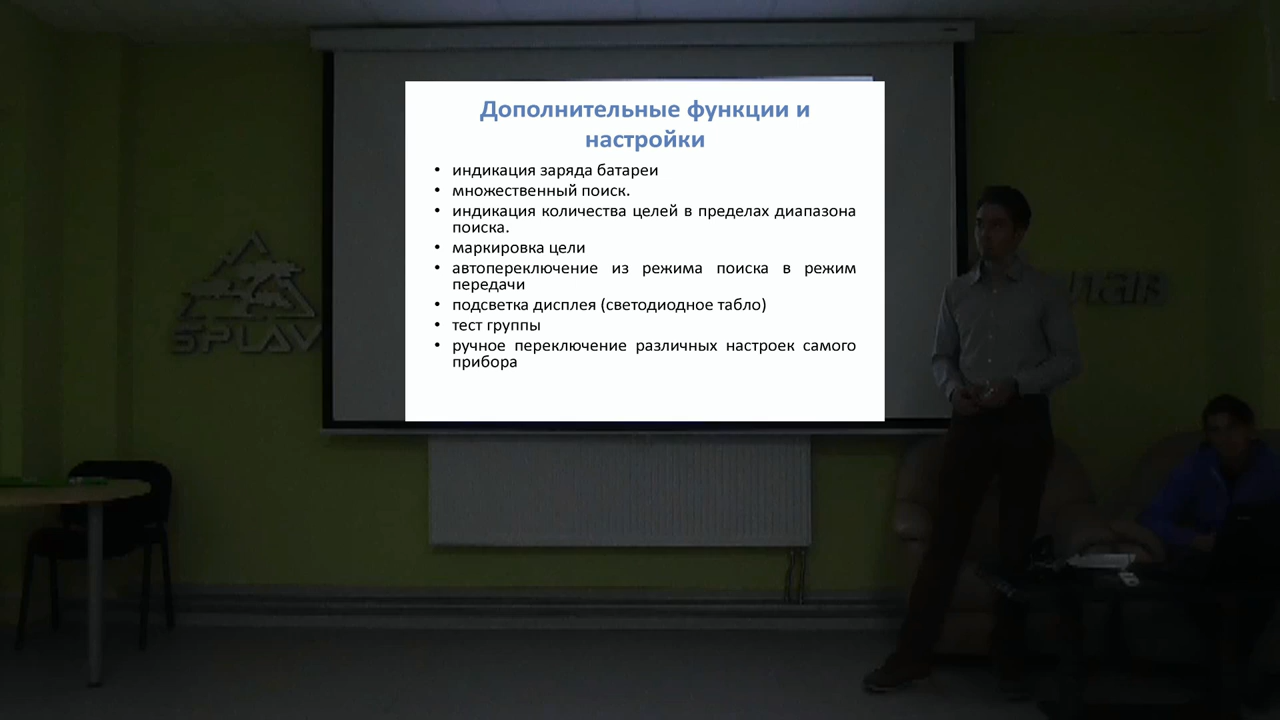 Дополнительные функции и
настройки
• индикация заряда батареи
• множественный поиск.
• индикация количества целей в пределах диапазона
поиска.
• маркировка цели
• автопереключение из режима поиска в режим
передачи
• подсветка дисплея (светодиодное табло)
• тест группы
• ручное переключение различных настроек самого
прибора
SPLAV